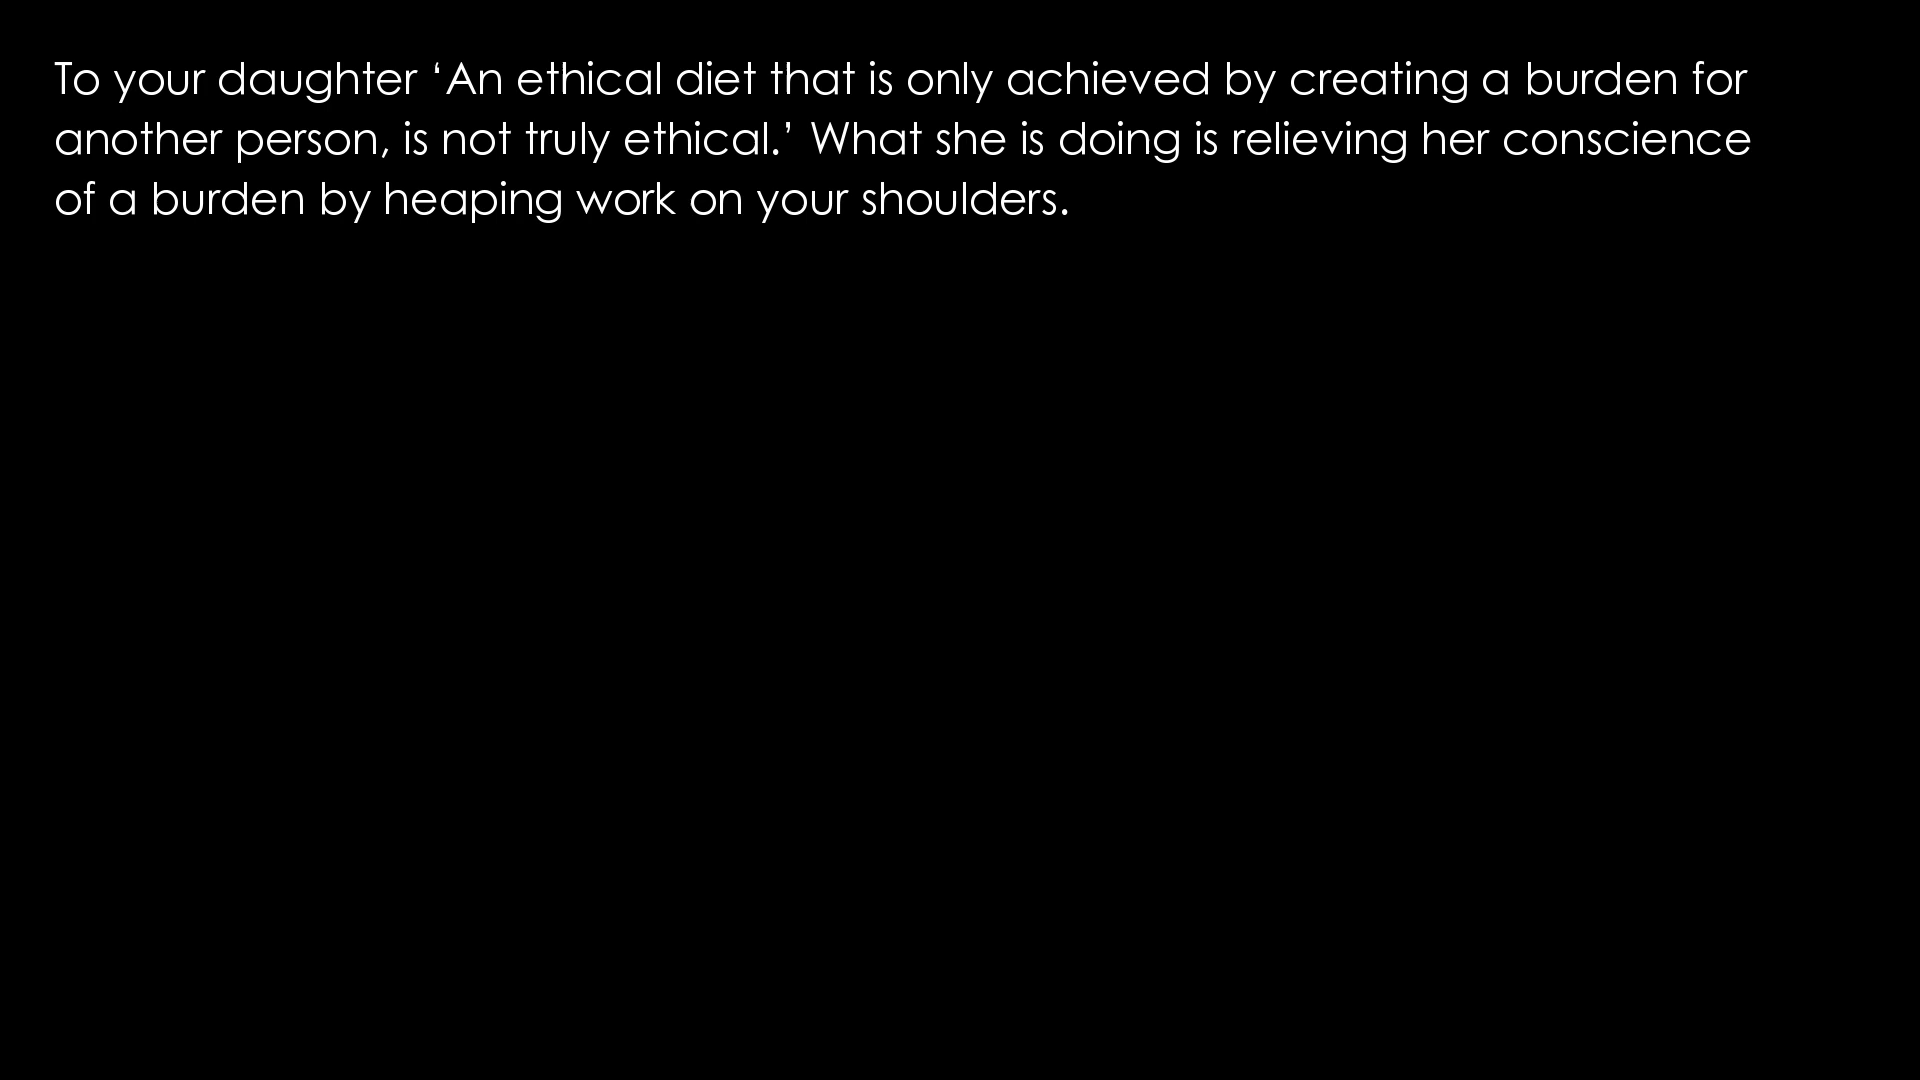 To your daughter ‘An ethical diet that is only achieved by creating a burden for
another person, is not truly ethical.’ What she is doing is relieving her conscience
of a burden by heaping work on your shoulders.